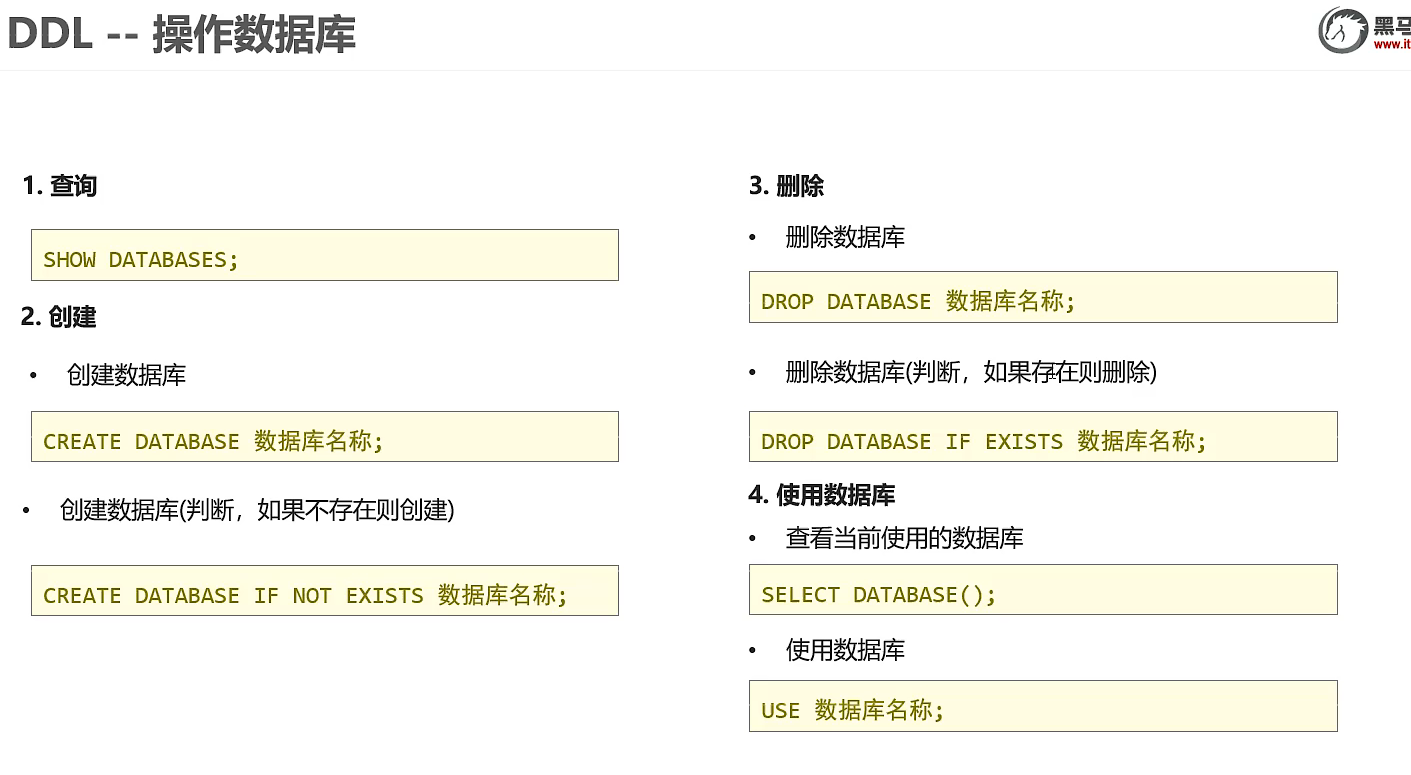 DDL -- 操作数据库
黑马
www.it
1. 查询
SHOW DATABASES;
2. 创建
• 创建数据库
CREATE DATABASE 数据库名称;
• 创建数据库(判断，如果不存在则创建)
CREATE DATABASE IF NOT EXISTS 数据库名称;
3. 删除
• 删除数据库
DROP DATABASE 数据库名称;
• 删除数据库(判断，如果存在则删除)
DROP DATABASE IF EXISTS 数据库名称;
4. 使用数据库
• 查看当前使用的数据库
SELECT DATABASE();
• 使用数据库
USE 数据库名称;